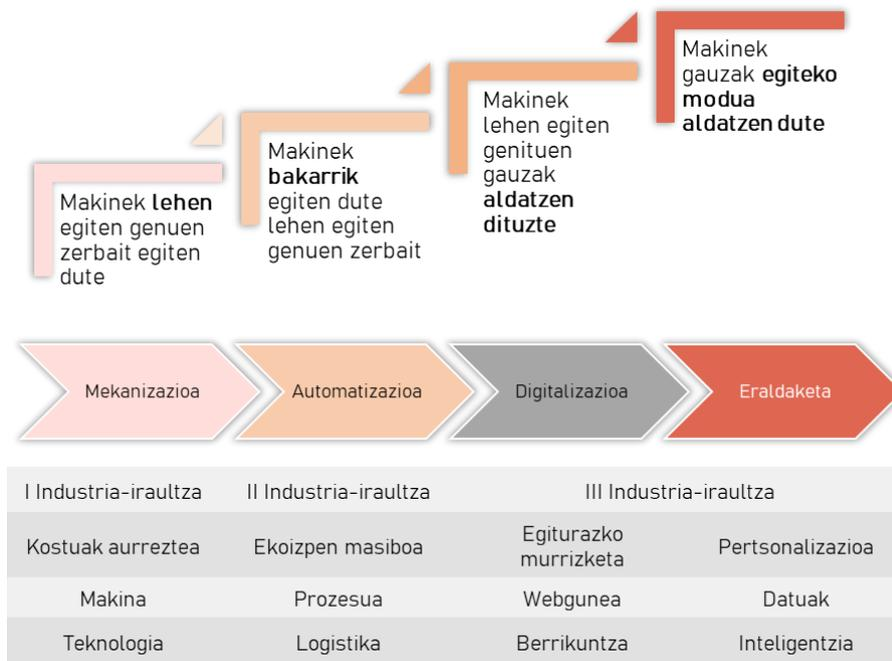 Makinek lehen
egiten genuen
zerbait egiten
dute
Makinek
bakarrik
egiten dute
lehen egiten
genuen zerbait
Makinek
lehen egiten
genituen
gauzak
aldatzen
dituzte
Makinek
gauzak egiteko
modua
aldatzen dute
Mekanizazioa
Automatizazioa
Digitalizazioa
Eraldaketa
I Industria-iraultza
II Industria-iraultza
III Industria-iraultza
Kostuak aurreztea
Ekoizpen masiboa
Egiturazko
murrizketa
Pertsonalizazioa
Makina
Prozesua
Webgunea
Datuak
Teknologia
Logistika
Berrikuntza
Inteligentzia